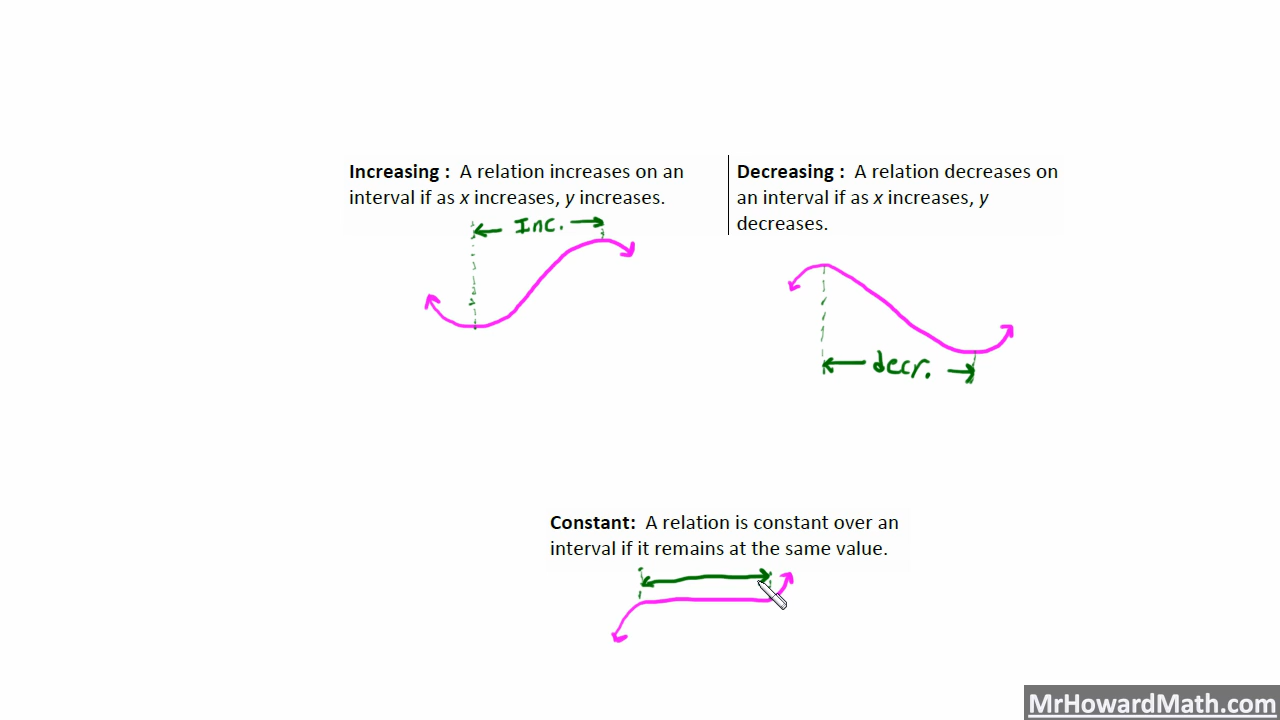 Increasing : A relation increases on an
interval if as x increases, y increases.
Inc.
Decreasing : A relation decreases on
an interval if as x increases, y
decreases.
decr.
Constant: A relation is constant over an
interval if it remains at the same value.
MrHowardMath.com